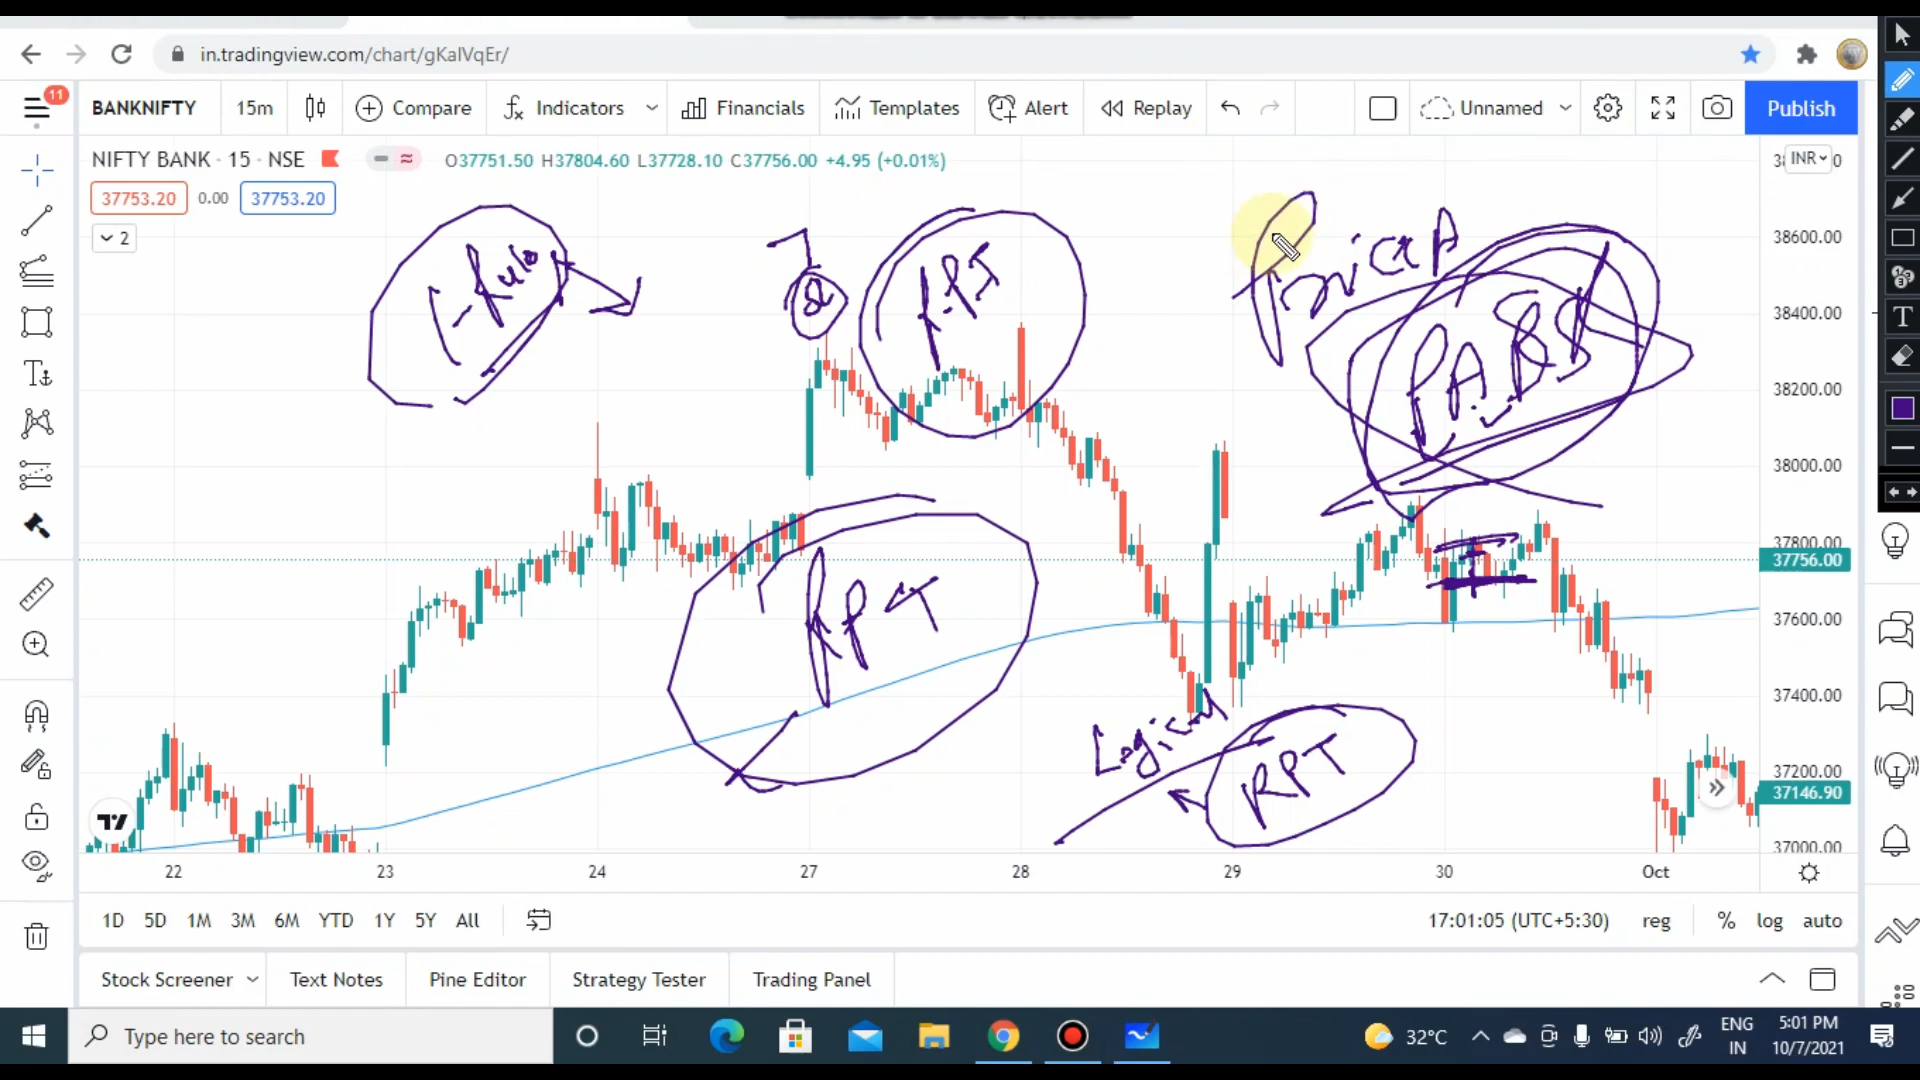 in.tradingview.com/chart/gKalVqEr/
11
BANKNIFTY 15m Compare Indicators Financials Templates Alert Replay Unnamed Publish
NIFTY BANK · 15 · NSE O37751.50 H37804.60 L37728.10 C37756.00 +4.95 (+0.01%)
INR
37753.20 0.00 37753.20
2
38600.00
38400.00
38200.00
38000.00
37800.00
37756.00
37600.00
37400.00
37200.00
37146.90
37000.00
RPT
Logical
RPT
22 23 24 27 28 29 30 Oct
1D 5D 1M 3M 6M YTD 1Y 5Y All 17:01:05 (UTC+5:30) reg % log auto
Stock Screener Text Notes Pine Editor Strategy Tester Trading Panel
Type here to search 32°C ENG IN 5:01 PM 10/7/2021